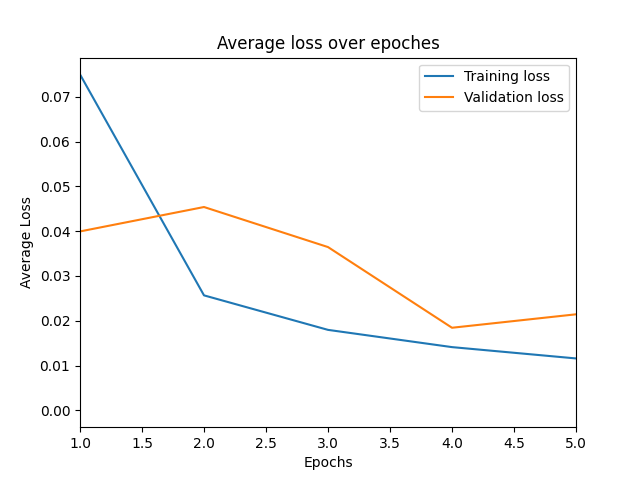 Average loss over epoches
Training loss
Validation loss
0.07
0.06
0.05
0.04
0.03
0.02
0.01
0.00
Average Loss
1.0 1.5 2.0 2.5 3.0 3.5 4.0 4.5 5.0
Epochs